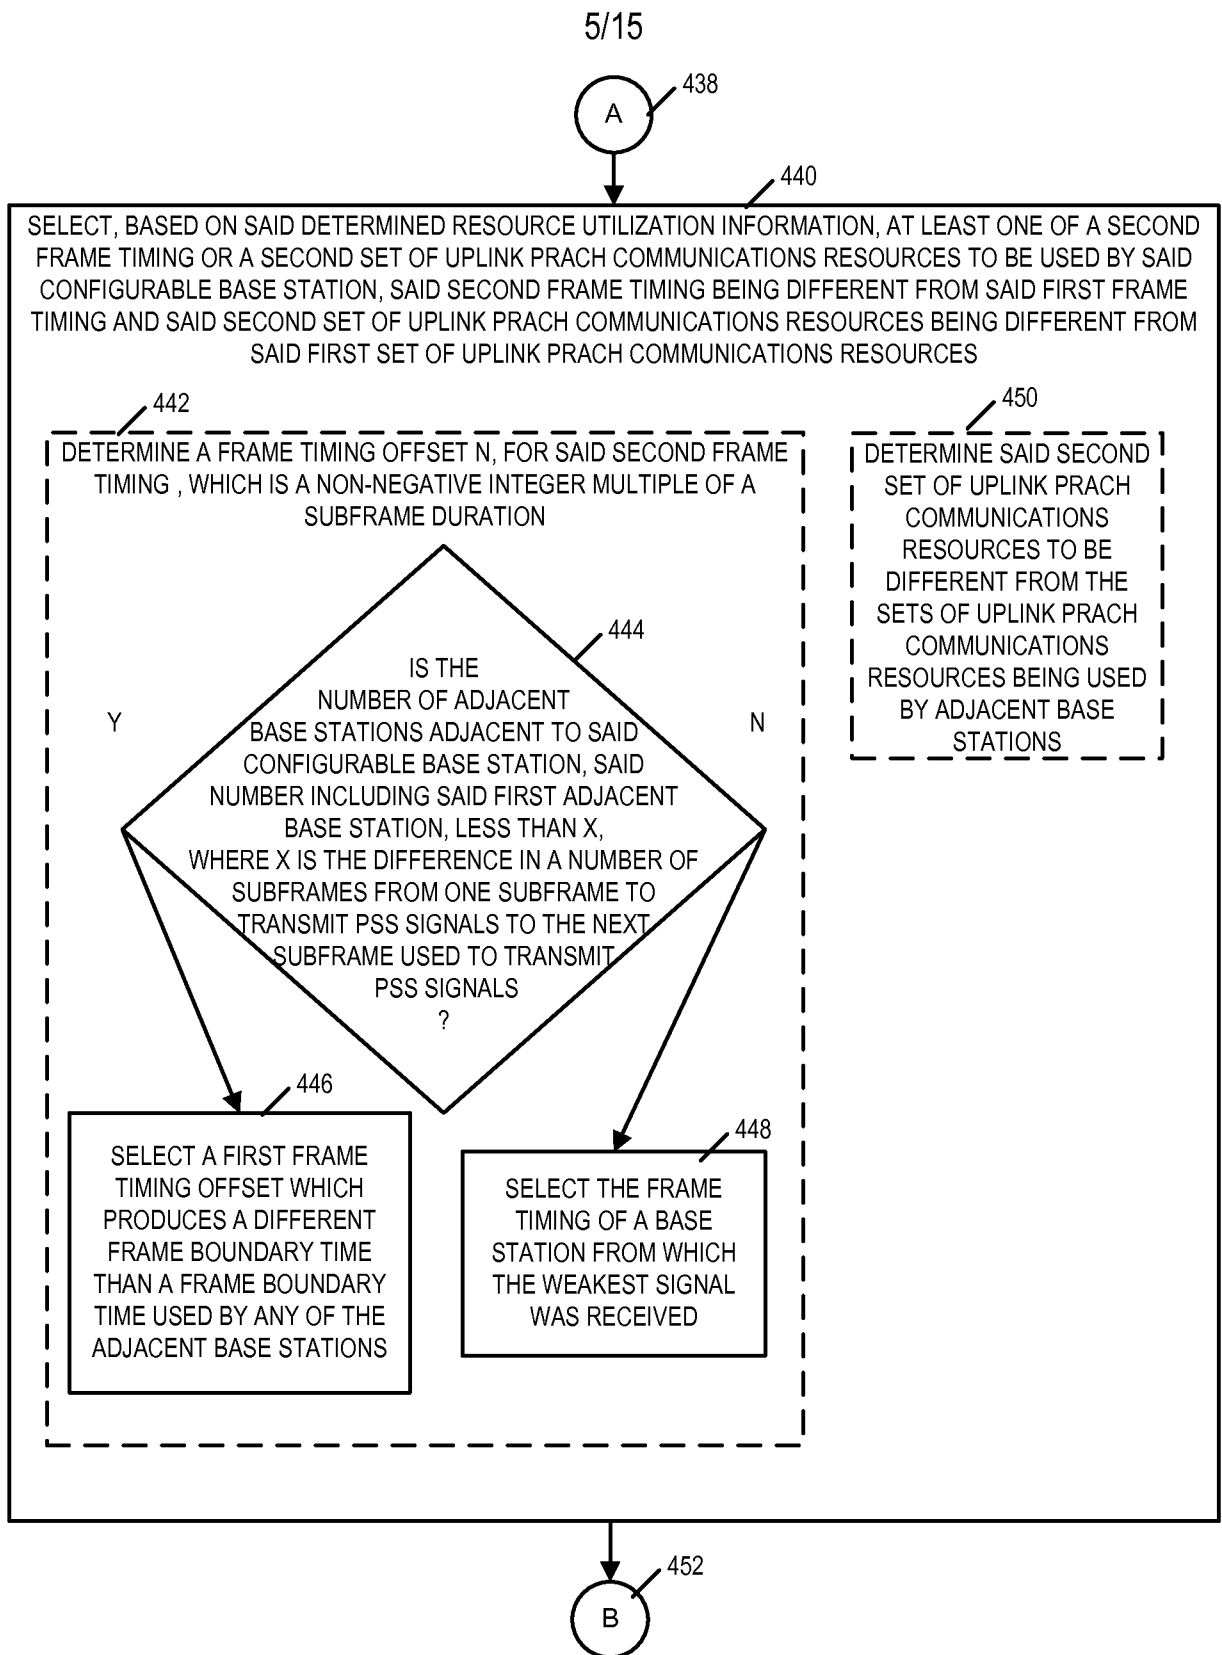 5/15
A
438
440
SELECT, BASED ON SAID DETERMINED RESOURCE UTILIZATION INFORMATION, AT LEAST ONE OF A SECOND
FRAME TIMING OR A SECOND SET OF UPLINK PRACH COMMUNICATIONS RESOURCES TO BE USED BY SAID
CONFIGURABLE BASE STATION, SAID SECOND FRAME TIMING BEING DIFFERENT FROM SAID FIRST FRAME
TIMING AND SAID SECOND SET OF UPLINK PRACH COMMUNICATIONS RESOURCES BEING DIFFERENT FROM
SAID FIRST SET OF UPLINK PRACH COMMUNICATIONS RESOURCES
442
DETERMINE A FRAME TIMING OFFSET N, FOR SAID SECOND FRAME
TIMING , WHICH IS A NON-NEGATIVE INTEGER MULTIPLE OF A
SUBFRAME DURATION
444
IS THE
NUMBER OF ADJACENT
BASE STATIONS ADJACENT TO SAID
CONFIGURABLE BASE STATION, SAID
NUMBER INCLUDING SAID FIRST ADJACENT
BASE STATION, LESS THAN X,
WHERE X IS THE DIFFERENCE IN A NUMBER OF
SUBFRAMES FROM ONE SUBFRAME TO
TRANSMIT PSS SIGNALS TO THE NEXT
SUBFRAME USED TO TRANSMIT
PSS SIGNALS
?
Y
N
446
SELECT A FIRST FRAME
TIMING OFFSET WHICH
PRODUCES A DIFFERENT
FRAME BOUNDARY TIME
THAN A FRAME BOUNDARY
TIME USED BY ANY OF THE
ADJACENT BASE STATIONS
448
SELECT THE FRAME
TIMING OF A BASE
STATION FROM WHICH
THE WEAKEST SIGNAL
WAS RECEIVED
450
DETERMINE SAID SECOND
SET OF UPLINK PRACH
COMMUNICATIONS
RESOURCES TO BE
DIFFERENT FROM THE
SETS OF UPLINK PRACH
COMMUNICATIONS
RESOURCES BEING USED
BY ADJACENT BASE
STATIONS
452
B